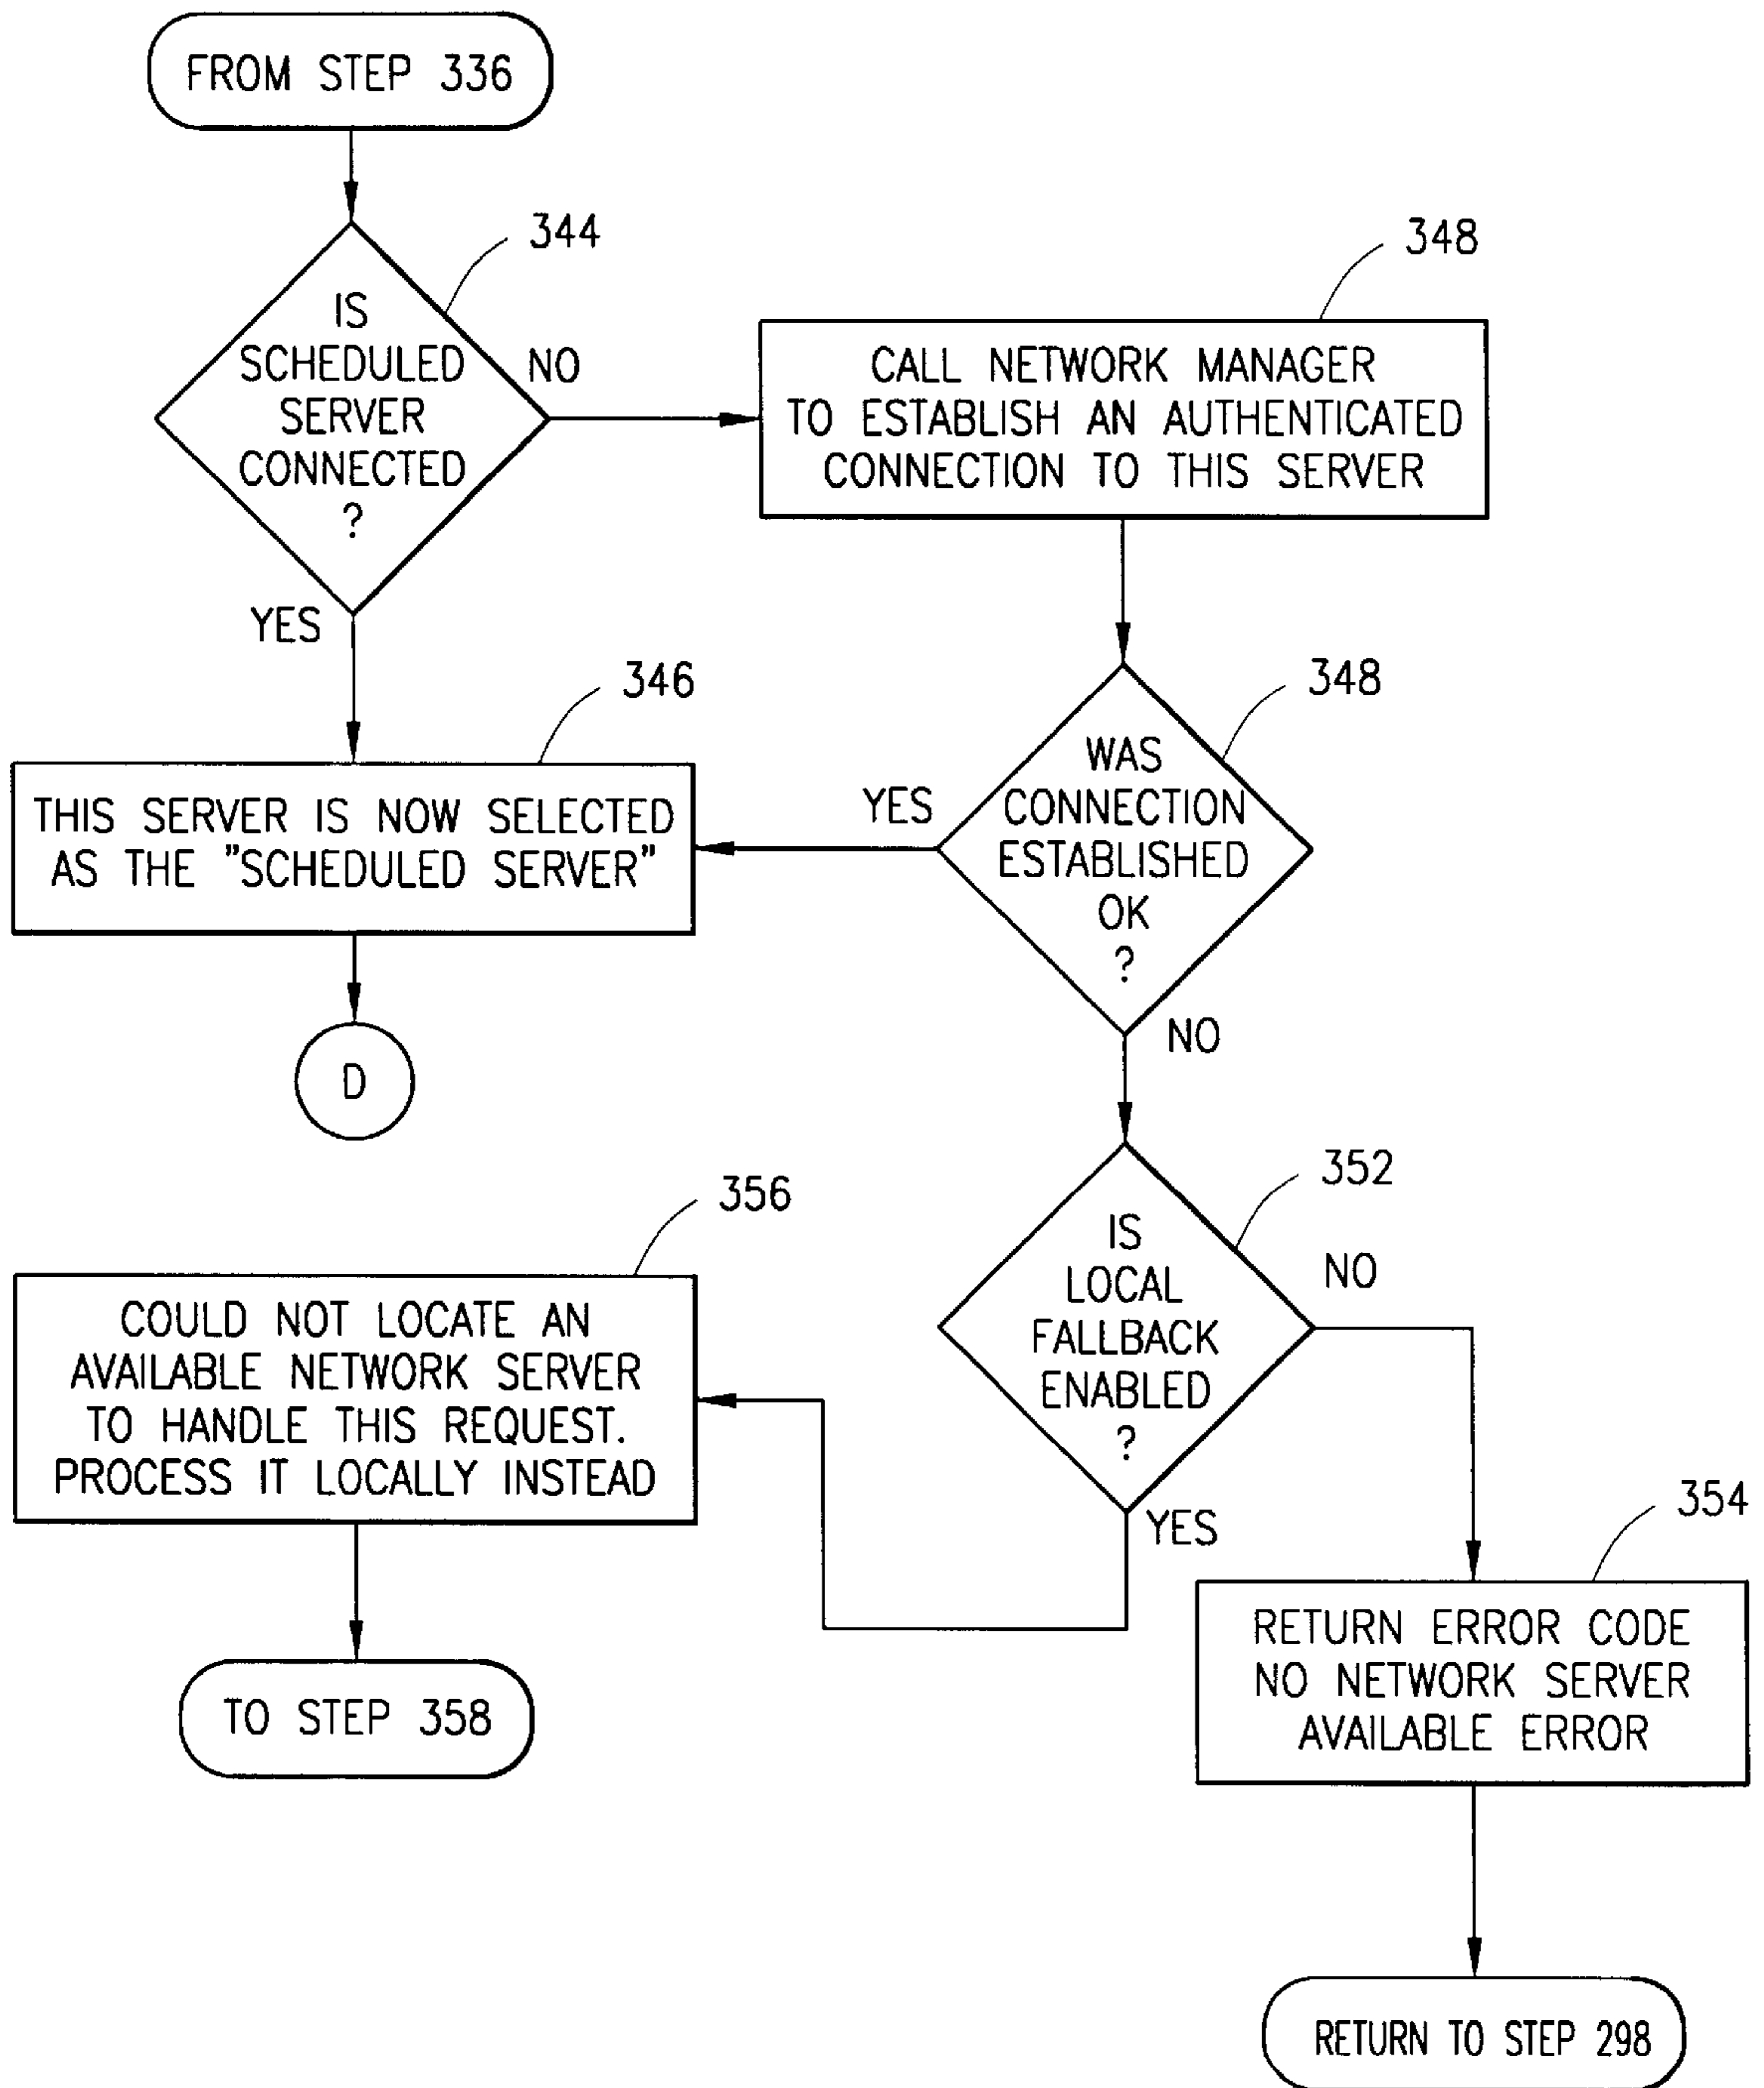 FROM STEP 336
344
IS
SCHEDULED
SERVER
CONNECTED
?
NO
YES
348
CALL NETWORK MANAGER
TO ESTABLISH AN AUTHENTICATED
CONNECTION TO THIS SERVER
346
THIS SERVER IS NOW SELECTED
AS THE "SCHEDULED SERVER"
D
348
WAS
CONNECTION
ESTABLISHED
OK
?
YES
NO
352
IS
LOCAL
FALLBACK
ENABLED
?
NO
YES
356
COULD NOT LOCATE AN
AVAILABLE NETWORK SERVER
TO HANDLE THIS REQUEST.
PROCESS IT LOCALLY INSTEAD
TO STEP 358
354
RETURN ERROR CODE
NO NETWORK SERVER
AVAILABLE ERROR
RETURN TO STEP 298